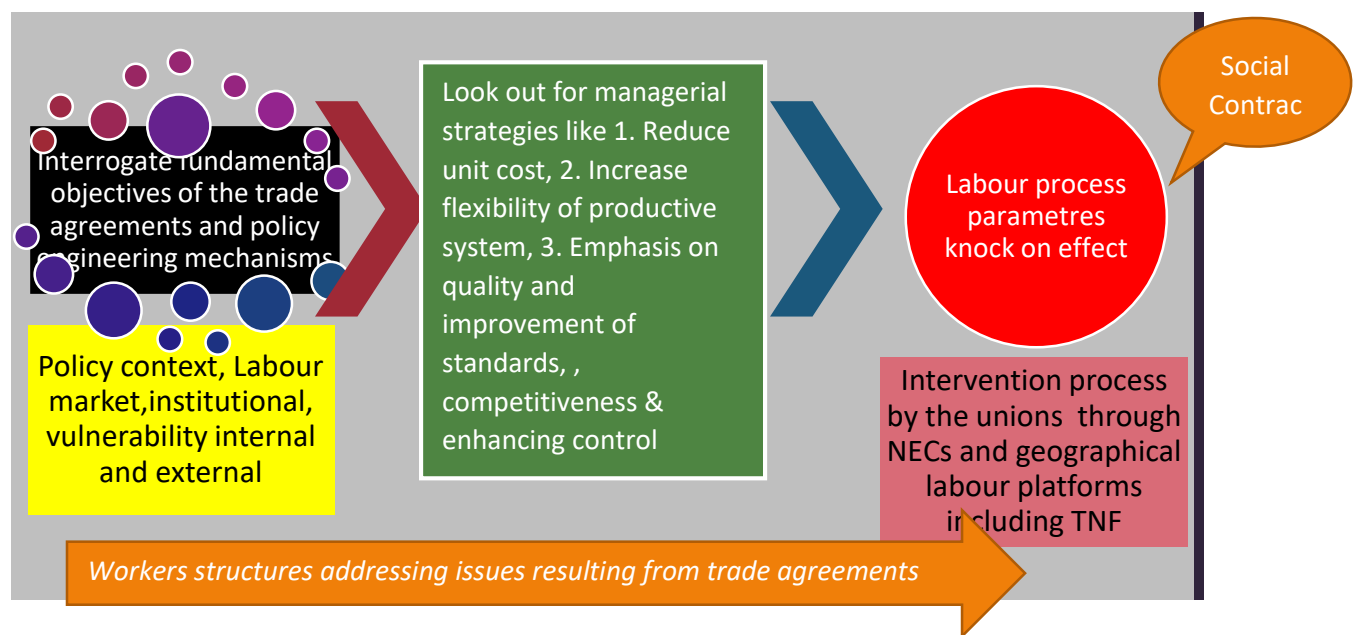 Interrogate fundamental
objectives of the trade
agreements and policy
engineering mechanisms
Policy context, Labour
market,institutional,
vulnerability internal
and external
Look out for managerial
strategies like 1. Reduce
unit cost, 2. Increase
flexibility of productive
system, 3. Emphasis on
quality and
improvement of
standards, ,
competitiveness &
enhancing control
Labour process
parametres
knock on effect
Social
Contrac
Intervention process
by the unions through
NECs and geographical
labour platforms
including TNF
Workers structures addressing issues resulting from trade agreements